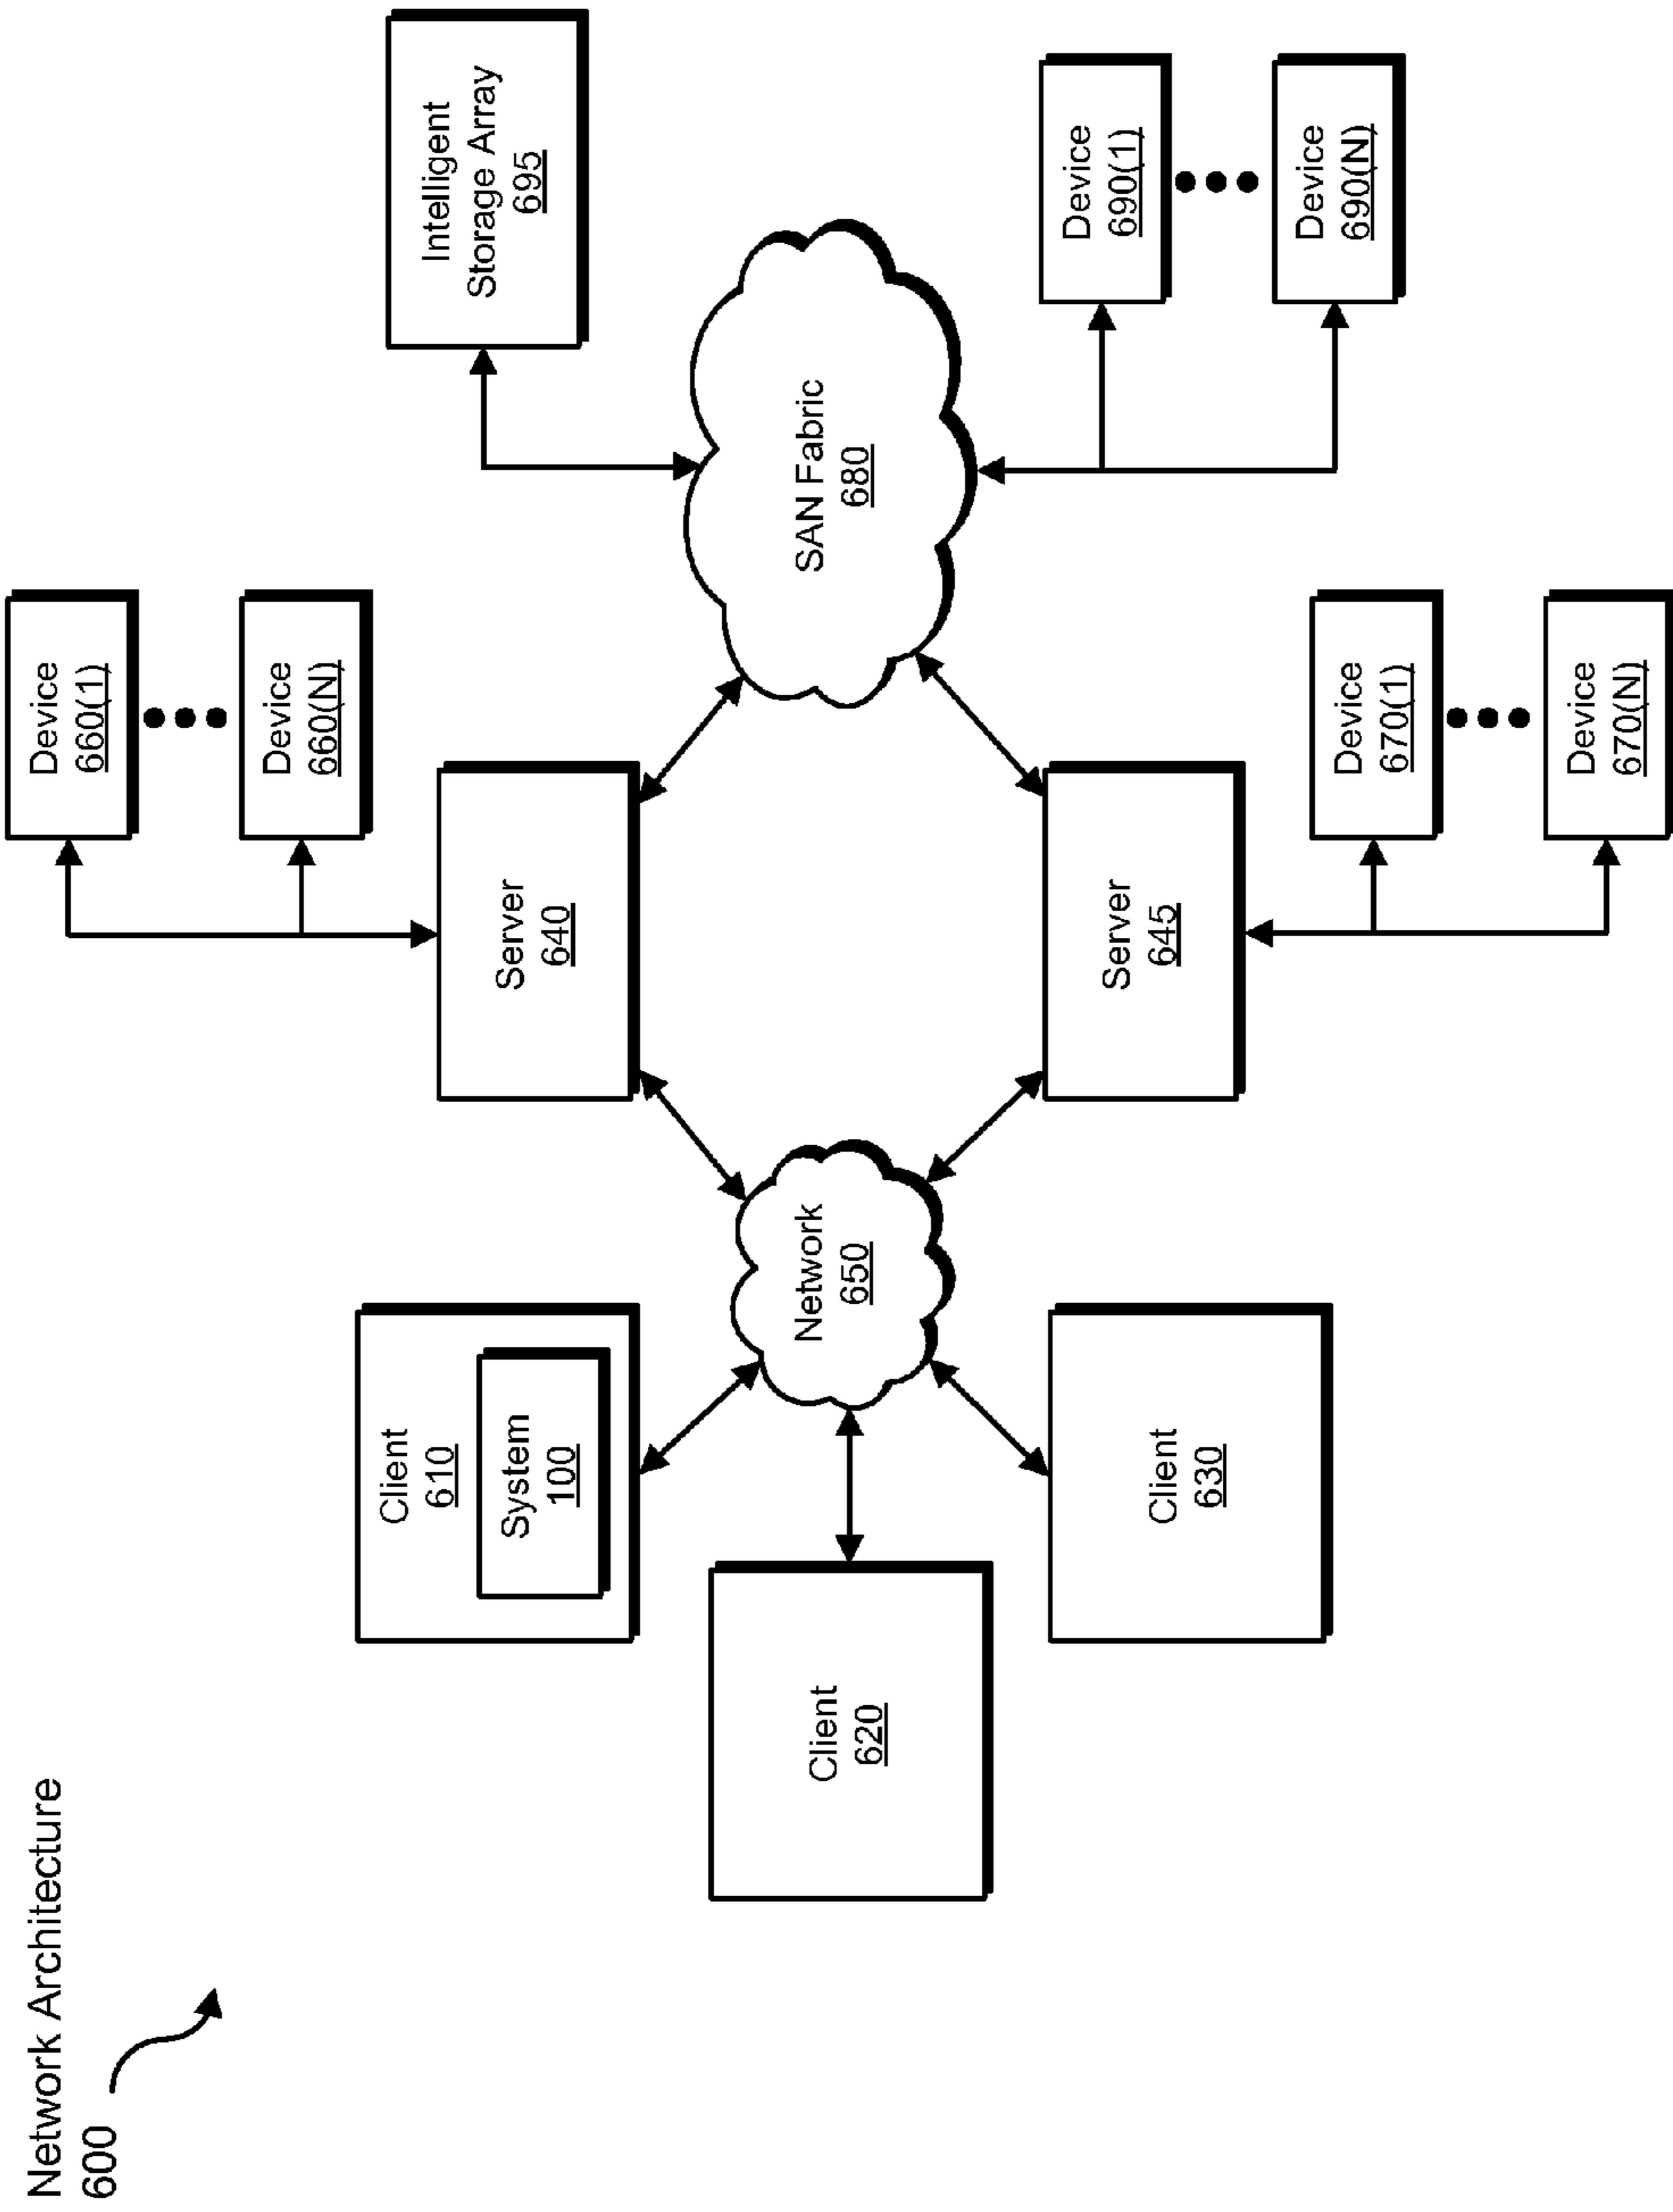 Network Architecture
600
Device
660(1)
Device
660(N)
Intelligent
Storage Array
695
Client
610
System
100
Server
640
Client
620
Network
650
SAN Fabric
680
Client
630
Server
645
Device
690(1)
Device
690(N)
Device
670(1)
Device
670(N)